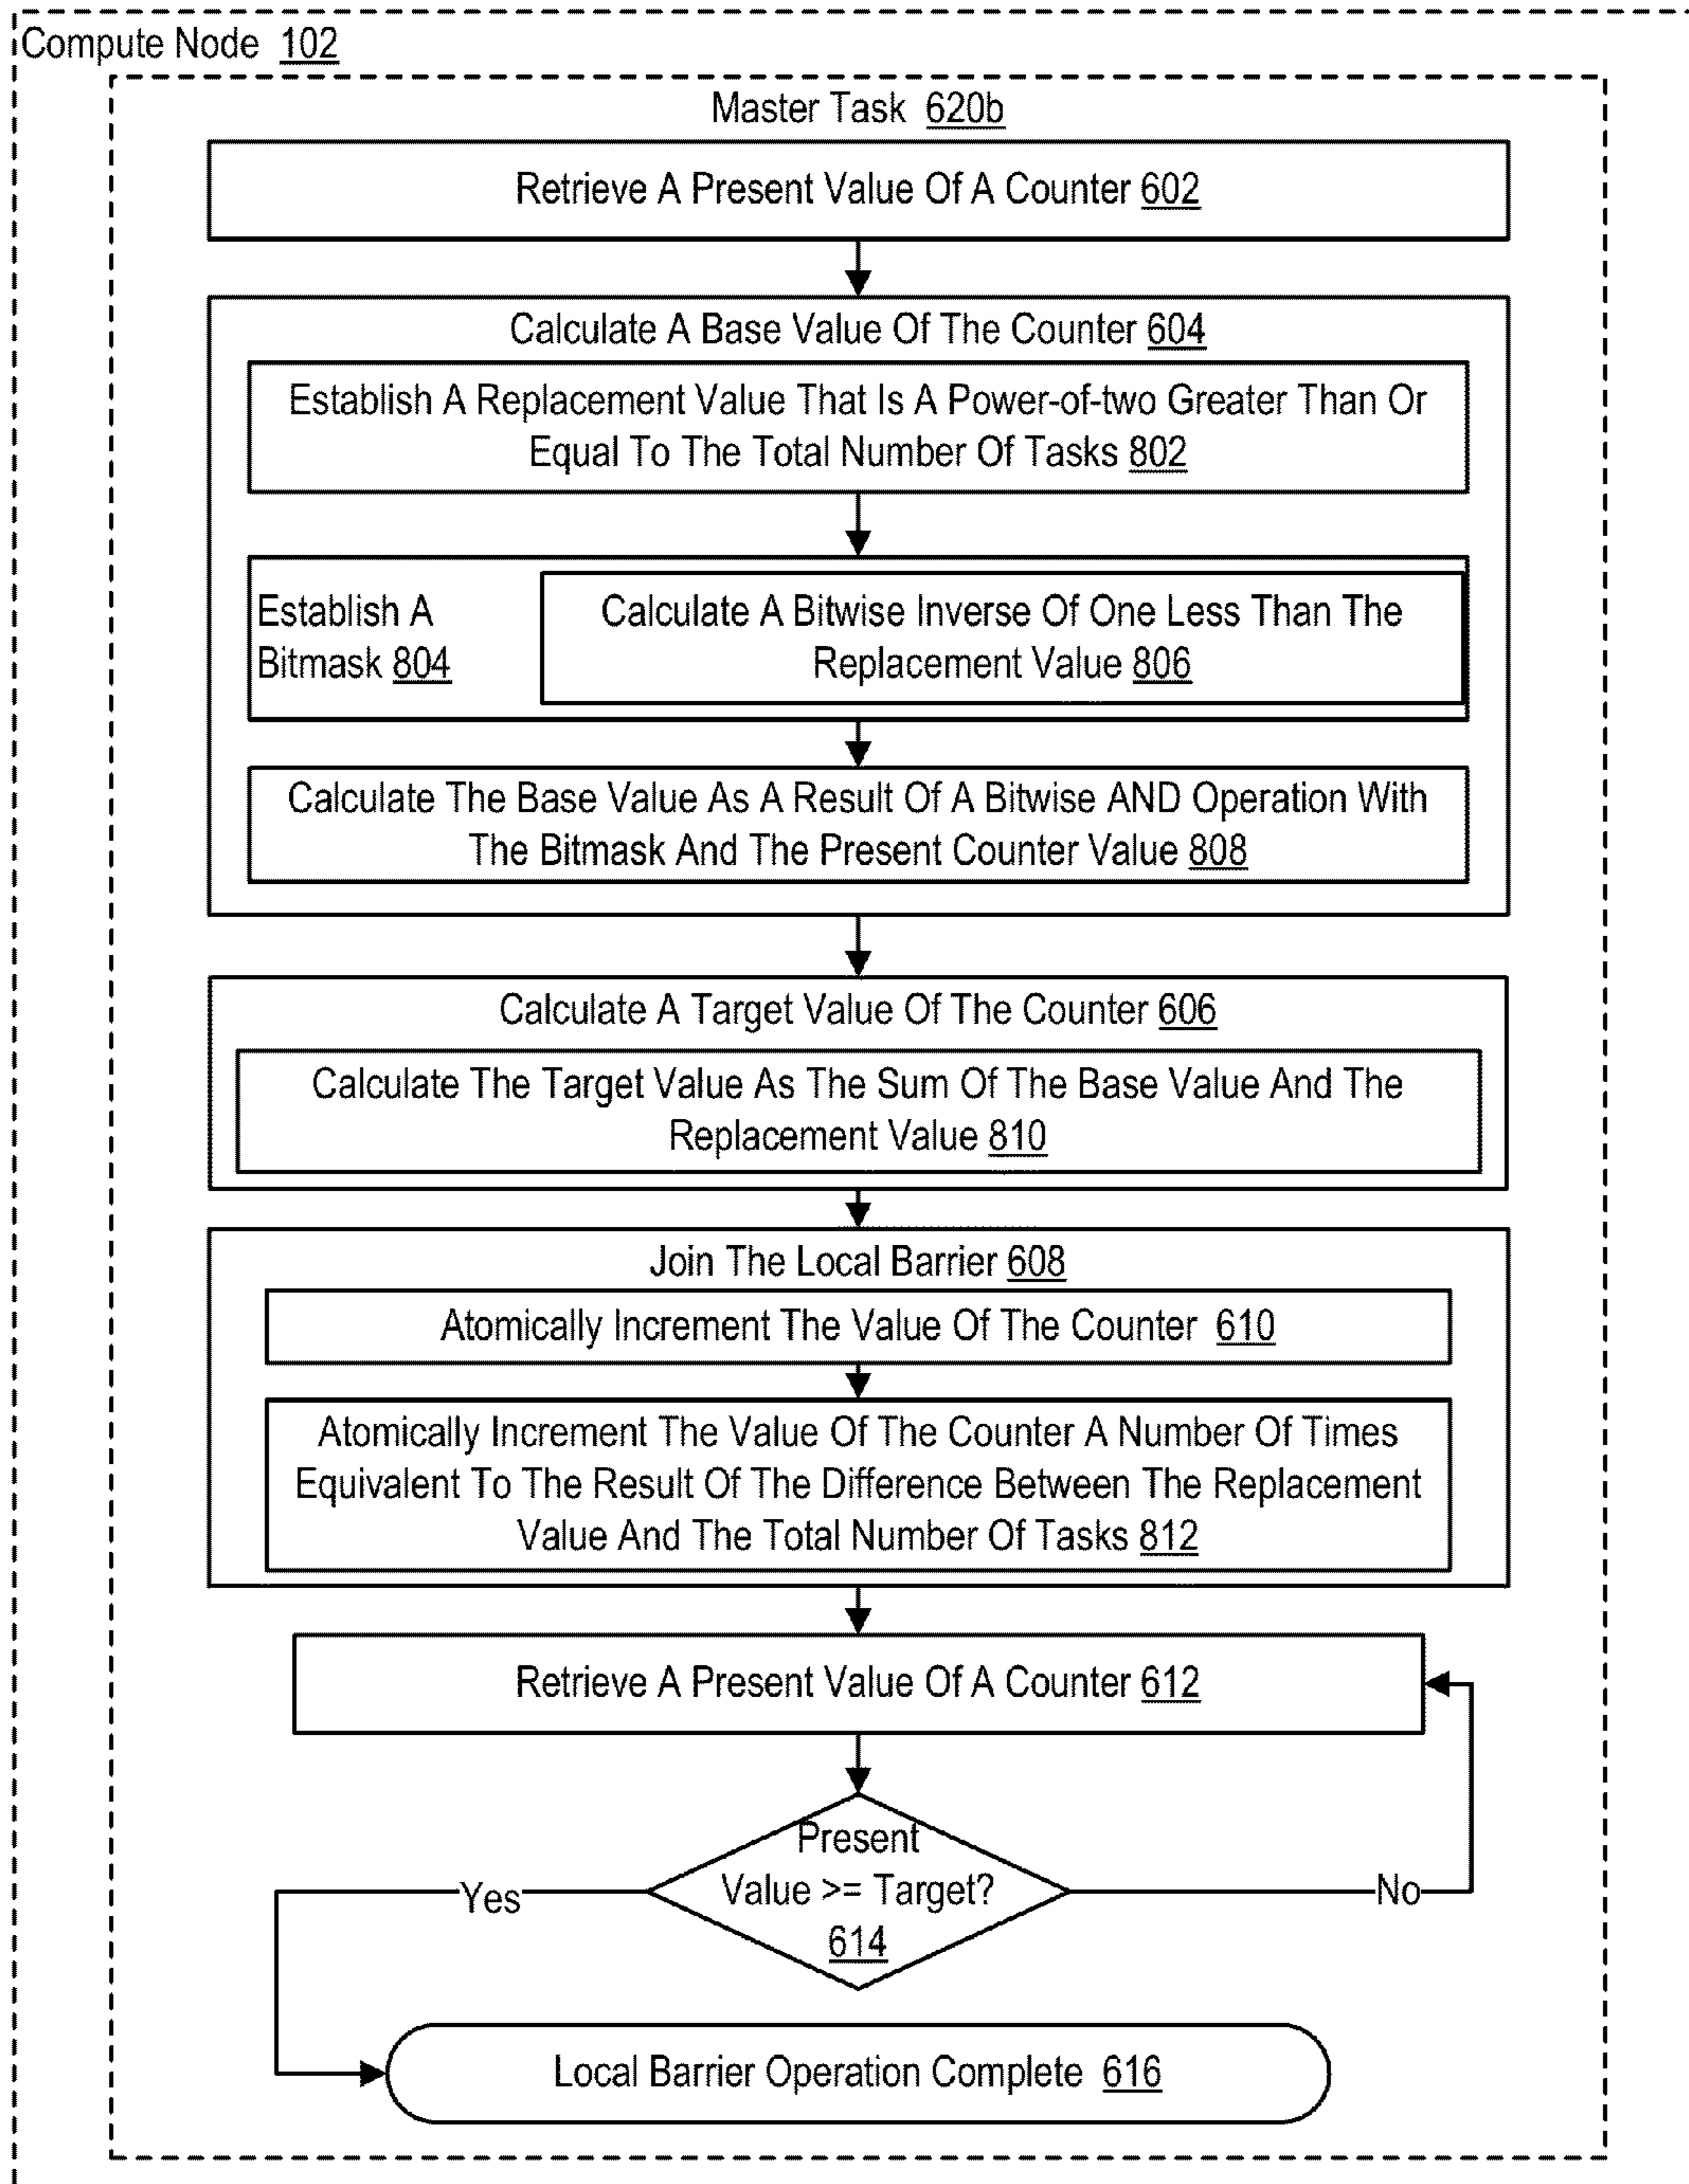 Compute Node 102
Master Task 620b
Retrieve A Present Value Of A Counter 602
Calculate A Base Value Of The Counter 604
Establish A Replacement Value That Is A Power-of-two Greater Than Or
Equal To The Total Number Of Tasks 802
Establish A
Bitmask 804
Calculate A Bitwise Inverse Of One Less Than The
Replacement Value 806
Calculate The Base Value As A Result Of A Bitwise AND Operation With
The Bitmask And The Present Counter Value 808
Calculate A Target Value Of The Counter 606
Calculate The Target Value As The Sum Of The Base Value And The
Replacement Value 810
Join The Local Barrier 608
Atomically Increment The Value Of The Counter 610
Atomically Increment The Value Of The Counter A Number Of Times
Equivalent To The Result Of The Difference Between The Replacement
Value And The Total Number Of Tasks 812
Retrieve A Present Value Of A Counter 612
Present
Value >= Target?
614
Yes
No
Local Barrier Operation Complete 616